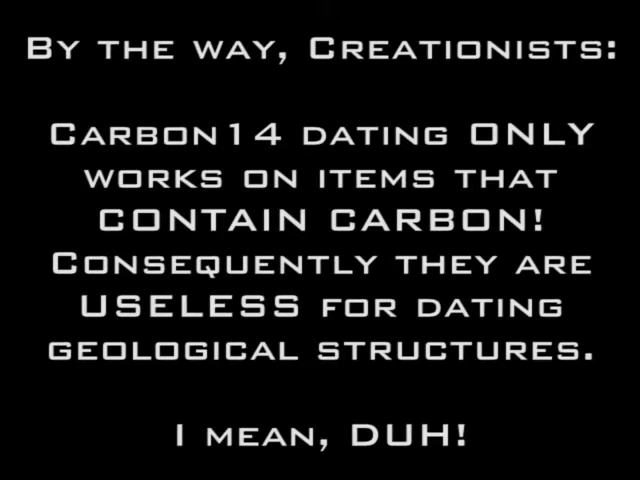 By the way, Creationists:
Carbon14 dating ONLY
works on items that
CONTAIN CARBON!
Consequently they are
USELESS for dating
geological structures.
I mean, DUH!